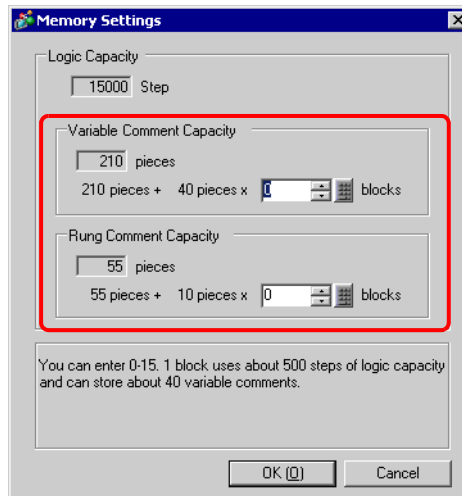 Memory Settings
Logic Capacity
15000 Step
Variable Comment Capacity
210 pieces
210 pieces + 40 pieces x 0 blocks
Rung Comment Capacity
55 pieces
55 pieces + 10 pieces x 0 blocks
You can enter 0-15. 1 block uses about 500 steps of logic capacity
and can store about 40 variable comments.
OK (O) Cancel